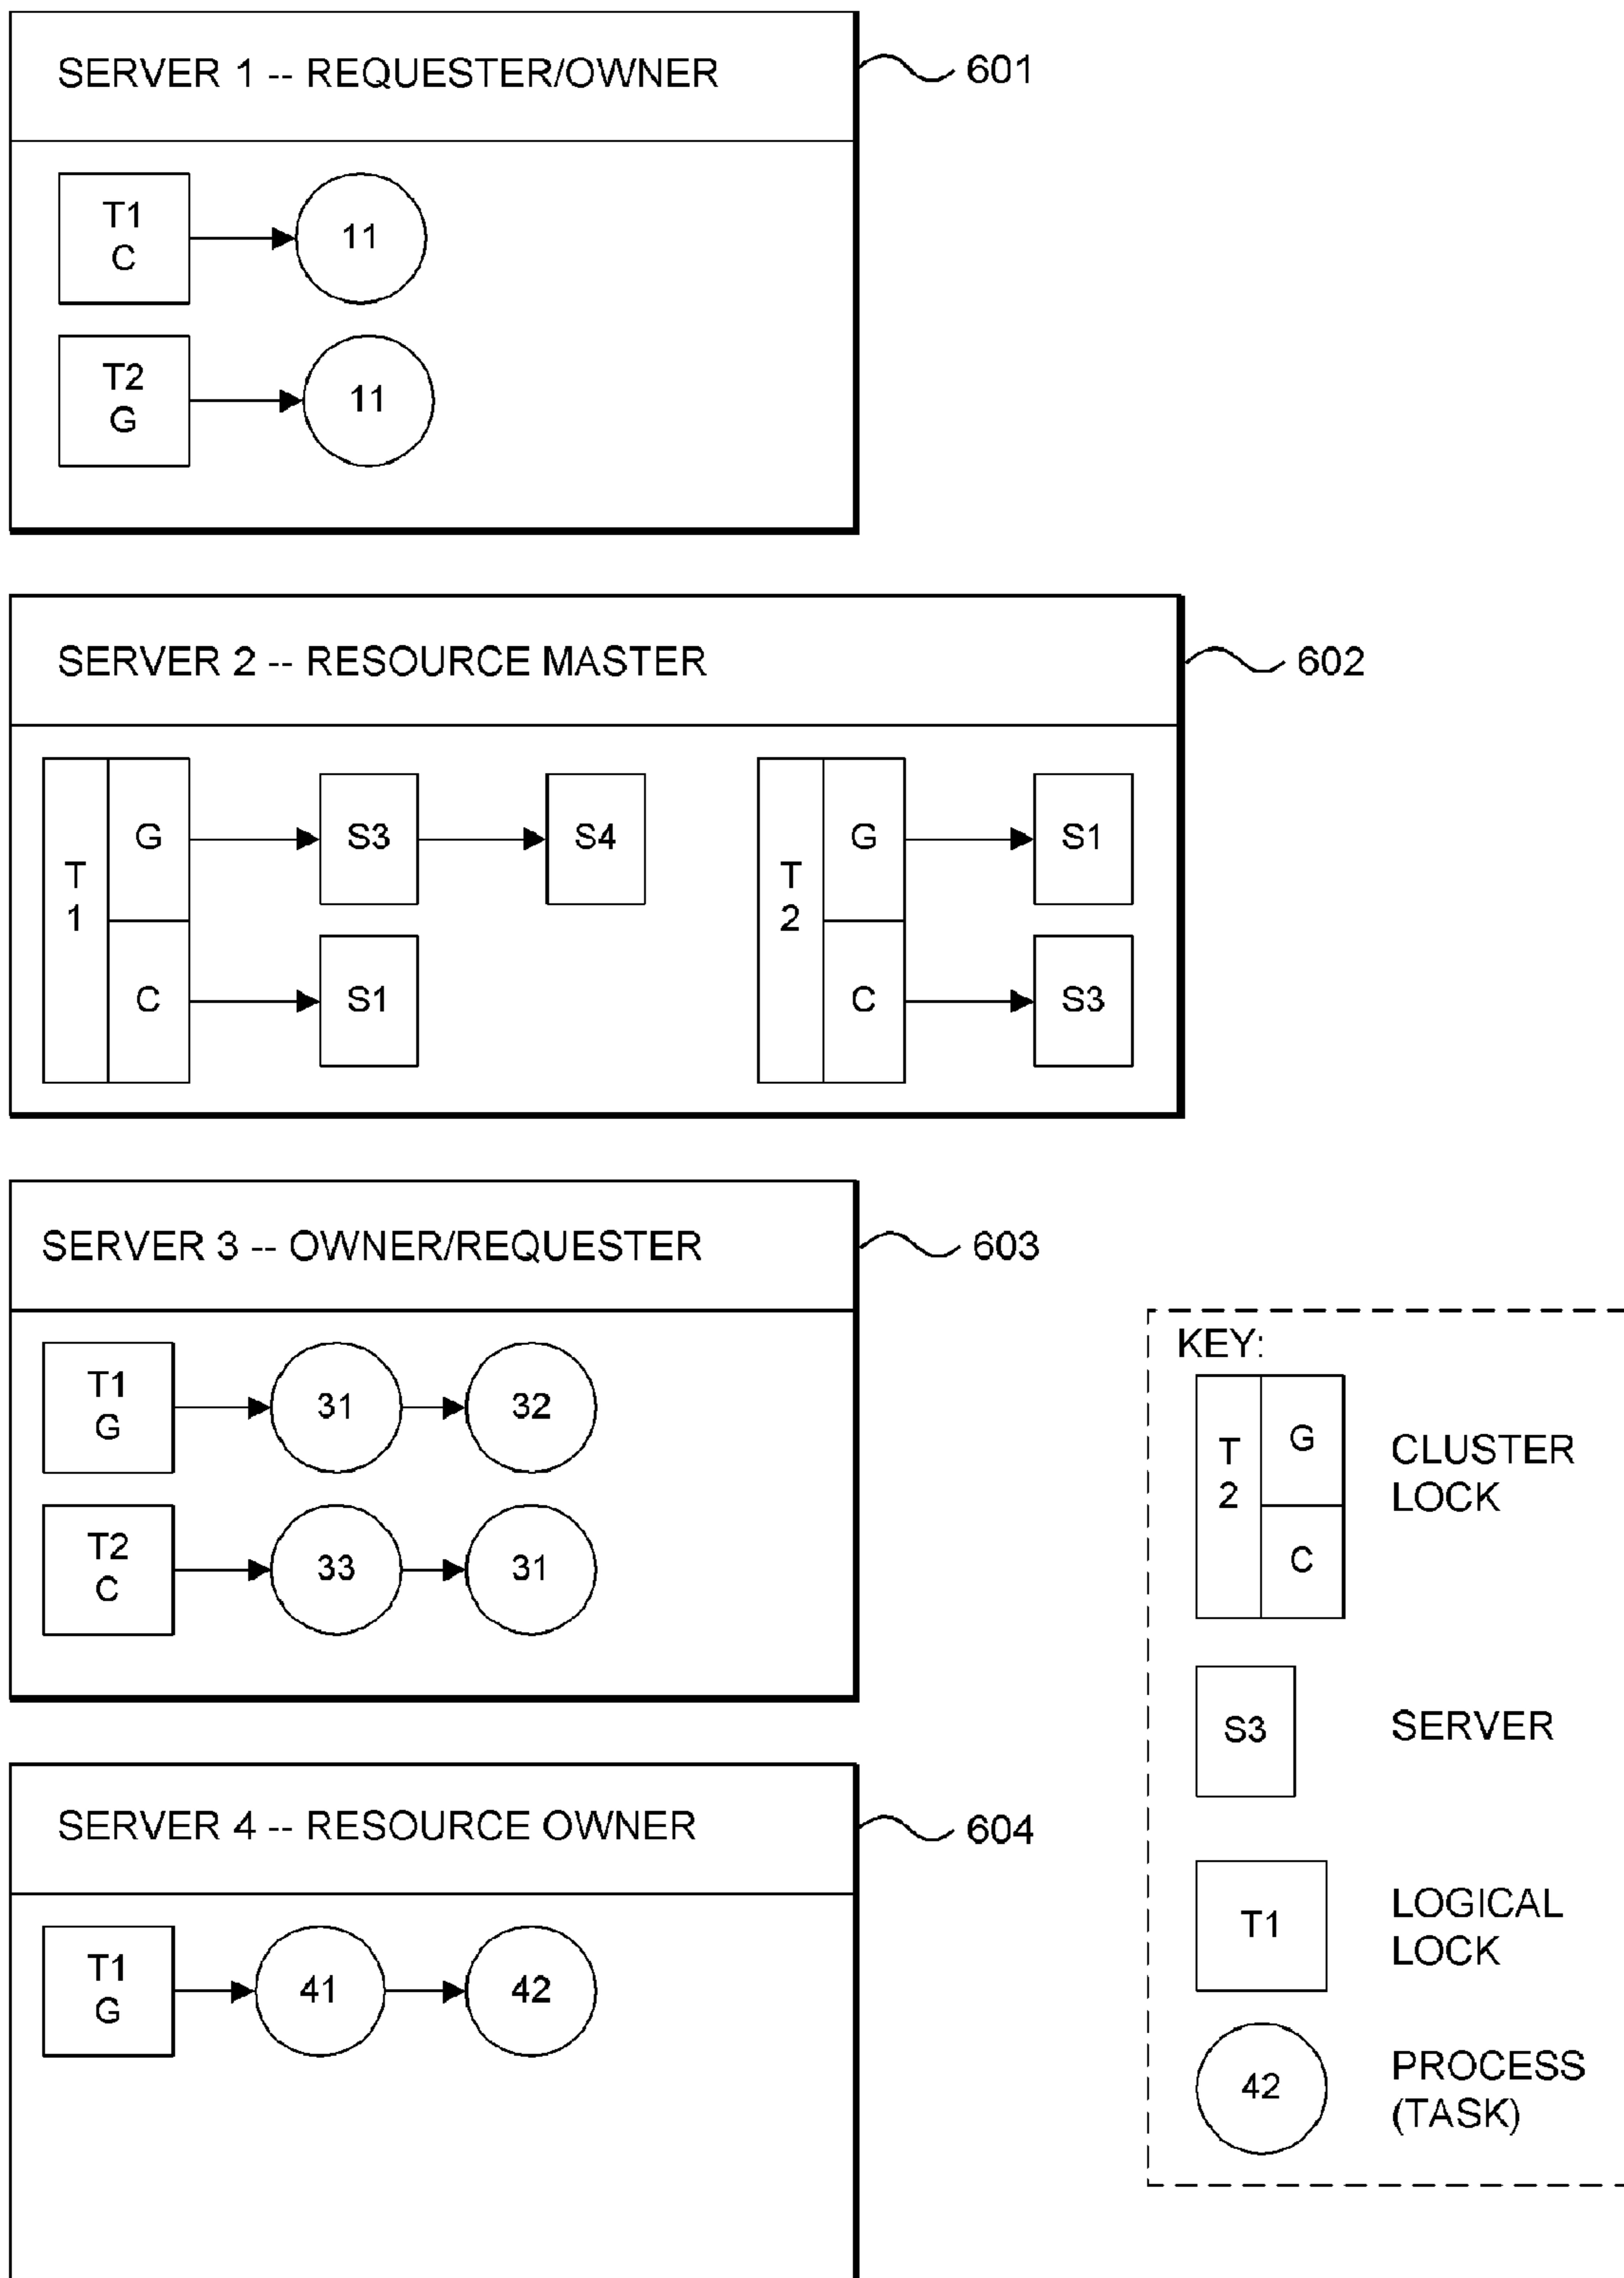 SERVER 1 -- REQUESTER/OWNER
601
T1
C
11
T2
G
11
SERVER 2 -- RESOURCE MASTER
602
T
1
G
S3
S4
C
S1
T
2
G
S1
C
S3
SERVER 3 -- OWNER/REQUESTER
603
T1
G
31
32
T2
C
33
31
SERVER 4 -- RESOURCE OWNER
604
T1
G
41
42
KEY:
T
2
G
C
CLUSTER
LOCK
S3
SERVER
T1
LOGICAL
LOCK
42
PROCESS
(TASK)